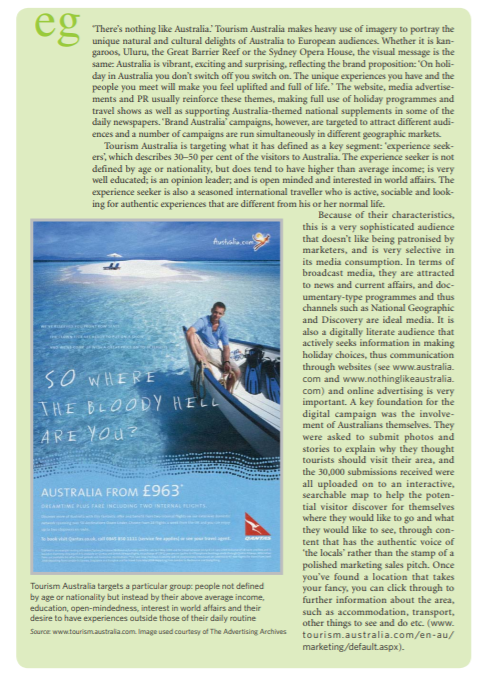 eg
‘There’s nothing like Australia.’ Tourism Australia makes heavy use of imagery to portray the
unique natural and cultural delights of Australia to European audiences. Whether it is kan-
garoos, Uluru, the Great Barrier Reef or the Sydney Opera House, the visual message is the
same: Australia is vibrant, exciting and surprising, reflecting the brand proposition: ‘On holi-
day in Australia you don’t switch off you switch on. The unique experiences you have and the
people you meet will make you feel uplifted and full of life.’ The website, media advertise-
ments and PR usually reinforce these themes, making full use of holiday programmes and
travel shows as well as supporting Australia-themed national supplements in some of the
daily newspapers. ‘Brand Australia’ campaigns, however, are targeted to attract different audi-
ences and a number of campaigns are run simultaneously in different geographic markets.
Tourism Australia is targeting what it has defined as a key segment: ‘experience seek-
ers’, which describes 30–50 per cent of the visitors to Australia. The experience seeker is not
defined by age or nationality, but does tend to have higher than average income; is very
well educated; is an opinion leader; and is open minded and interested in world affairs. The
experience seeker is also a seasoned international traveller who is active, sociable and look-
ing for authentic experiences that are different from his or her normal life.
Because of their characteristics,
this is a very sophisticated audience
that doesn’t like being patronised by
marketers, and is very selective in
its media consumption. In terms of
broadcast media, they are attracted
to news and current affairs, and doc-
umentary-type programmes and thus
channels such as National Geographic
and Discovery are ideal media. It is
also a digitally literate audience that
actively seeks information in making
holiday choices, thus communication
through websites (see www.australia.
com and www.nothinglikeaustralia.
com) and online advertising is very
important. A key foundation for the
digital campaign was the involve-
ment of Australians themselves. They
were asked to submit photos and
stories to explain why they thought
tourists should visit their area, and
the 30,000 submissions received were
all uploaded on to an interactive,
searchable map to help the poten-
tial visitor discover for themselves
where they would like to go and what
they would like to see, through con-
tent that has the authentic voice of
‘the locals’ rather than the stamp of a
polished marketing sales pitch. Once
you’ve found a location that takes
your fancy, you can click through to
further information about the area,
such as accommodation, transport,
other things to see and do etc. (www.
tourism.australia.com/en-au/
marketing/default.aspx).
Australia.com
SO WHERE
THE BLOODY HELL
ARE YOU?
AUSTRALIA FROM £963*
DREAMTIME PLUS FARE INCLUDING TWO INTERNAL FLIGHTS.
Tourism Australia targets a particular group: people not defined
by age or nationality but instead by their above average income,
education, open-mindedness, interest in world affairs and their
desire to have experiences outside those of their daily routine
Source: www.tourism.australia.com. Image used courtesy of The Advertising Archives